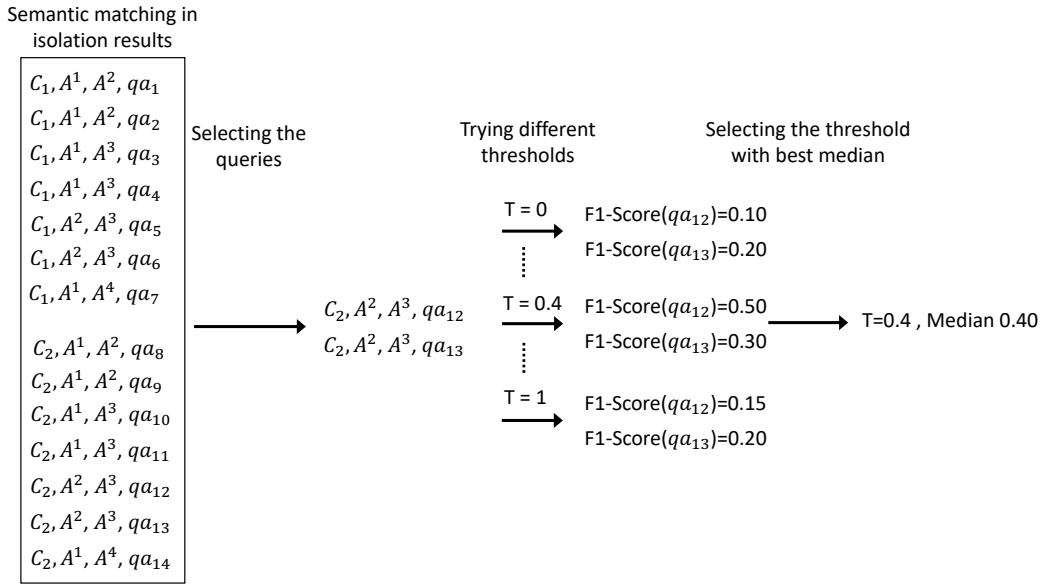 Semantic matching in
isolation results
C₁, A¹, A², qa₁
C₁, A¹, A², qa₂
C₁, A¹, A³, qa₃
C₁, A¹, A³, qa₄
C₁, A², A³, qa₅
C₁, A², A³, qa₆
C₁, A¹, A⁴, qa₇
C₂, A¹, A², qa₈
C₂, A¹, A², qa₉
C₂, A¹, A³, qa₁₀
C₂, A¹, A³, qa₁₁
C₂, A², A³, qa₁₂
C₂, A², A³, qa₁₃
C₂, A¹, A⁴, qa₁₄
Selecting the
queries
C₂, A², A³, qa₁₂
C₂, A², A³, qa₁₃
Trying different
thresholds
T = 0
T = 0.4
T = 1
F1-Score(qa₁₂)=0.10
F1-Score(qa₁₃)=0.20
F1-Score(qa₁₂)=0.50
F1-Score(qa₁₃)=0.30
F1-Score(qa₁₂)=0.15
F1-Score(qa₁₃)=0.20
Selecting the threshold
with best median
T=0.4 , Median 0.40